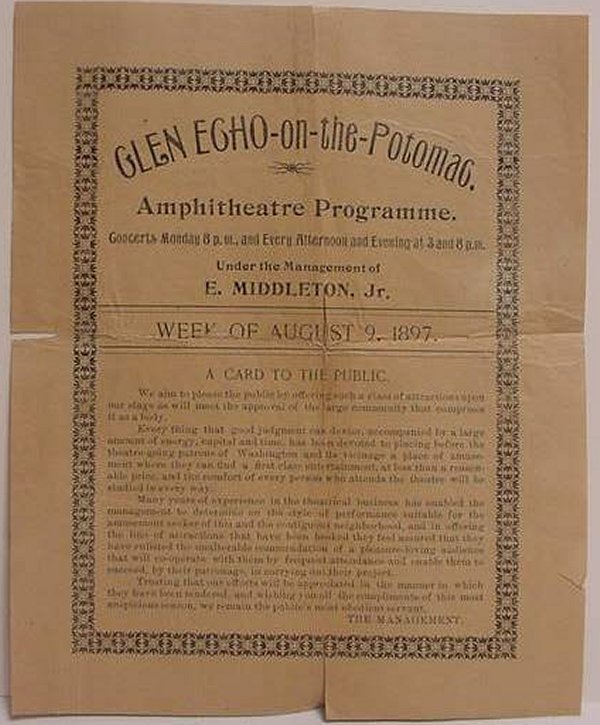 GLEN ECHO-on-the-Potomac.
Amphitheatre Programme.
Concerts Monday 8 p. m., and Every Afternoon and Evening at 3 and 8 p.m.
Under the Management of
E. MIDDLETON, Jr.
WEEK OF AUGUST 9, 1897.
A CARD TO THE PUBLIC.
We aim to please the public by offering such a class of attractions upon
our stage as will meet the approval of the large community that comprises
it as a body.
Every thing that good judgment can devise, accompanied by a large
amount of energy, capital and time, has been devoted to placing before the
theatre-going patrons of Washington and its vicinage a place of amuse-
ment where they can find a first class entertainment, at less than a reason-
able price, and the comfort of every person who attends the theatre will be
studied in every way.
Many years of experience in the theatrical business has enabled the
management to determine on the style of performance suitable for the
amusement seeker of this and the contiguous neighborhood, and in offering
the line of attractions that have been booked they feel assured that they
have enlisted the unalterable commendation of a pleasure-loving audience
that will co-operate with them by frequent attendance and enable them to
succeed, by their patronage, in carrying out their project.
Trusting that our efforts will be appreciated in the manner in which
they have been tendered, and wishing you all the compliments of this most
auspicious season, we remain the public's most obedient servant,
THE MANAGEMENT.